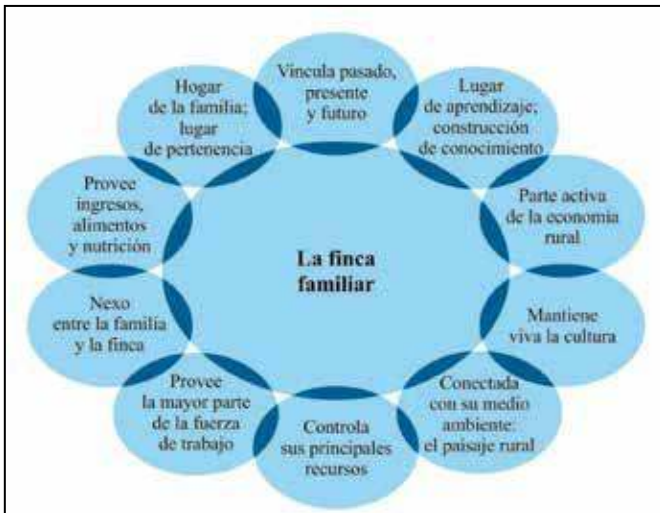 Vincula pasado,
presente
y futuro
Lugar
de aprendizaje;
construcción
de conocimiento
Parte activa
de la economía
rural
Mantiene
viva la cultura
Conectada
con su medio
ambiente:
el paisaje rural
Controla
sus principales
recursos
Provee
la mayor parte
de la fuerza
de trabajo
Nexo
entre la familia
y la finca
Provee
ingresos,
alimentos
y nutrición
Hogar
de la familia;
lugar
de pertenencia
La finca
familiar